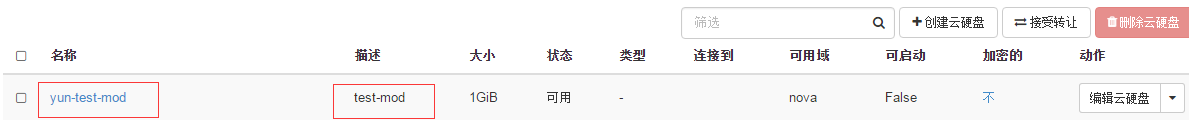 筛选 创建云硬盘 接受转让 删除云硬盘
名称 描述 大小 状态 类型 连接到 可用域 可启动 加密的 动作
yun-test-mod test-mod 1GiB 可用 - nova False 不 编辑云硬盘